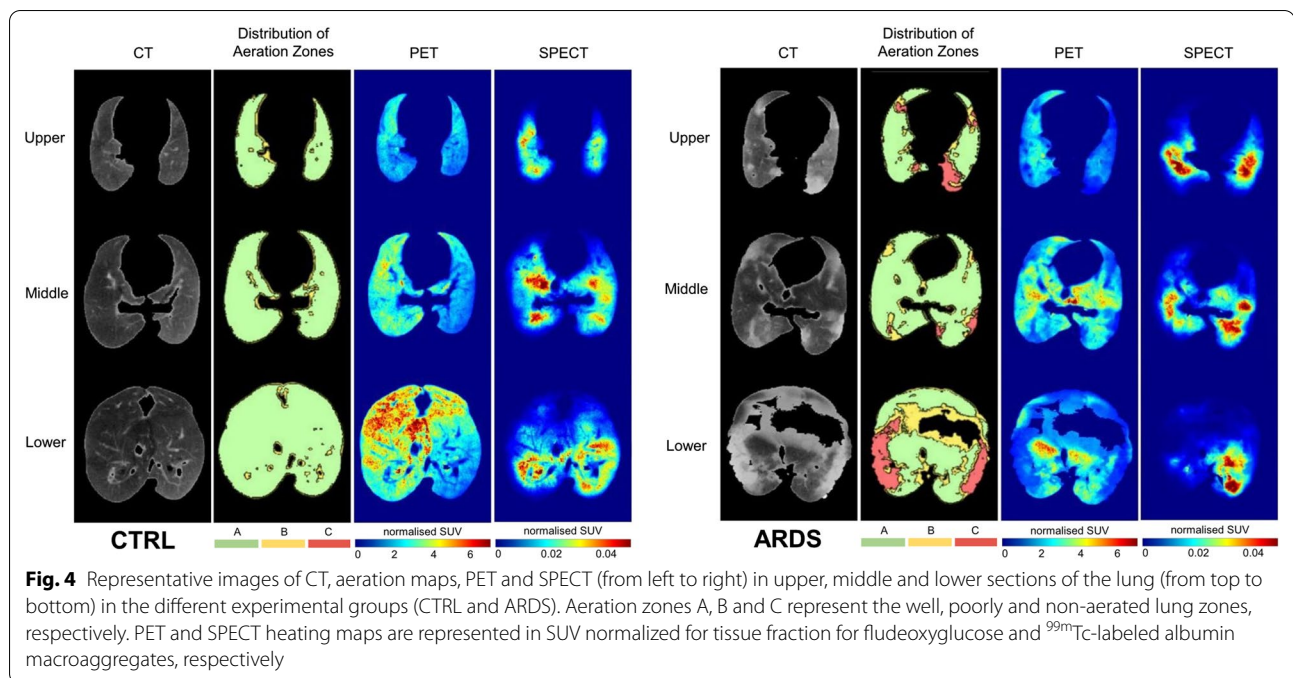 CT
Distribution of
Aeration Zones
PET
SPECT
Upper
Middle
Lower
CTRL
A B C
normalised SUV
0 2 4 6
normalised SUV
0 0.02 0.04
CT
Distribution of
Aeration Zones
PET
SPECT
Upper
Middle
Lower
ARDS
A B C
normalised SUV
0 2 4 6
normalised SUV
0 0.02 0.04
Fig. 4 Representative images of CT, aeration maps, PET and SPECT (from left to right) in upper, middle and lower sections of the lung (from top to
bottom) in the different experimental groups (CTRL and ARDS). Aeration zones A, B and C represent the well, poorly and non-aerated lung zones,
respectively. PET and SPECT heating maps are represented in SUV normalized for tissue fraction for fludeoxyglucose and ⁹⁹ᵐTc-labeled albumin
macroaggregates, respectively